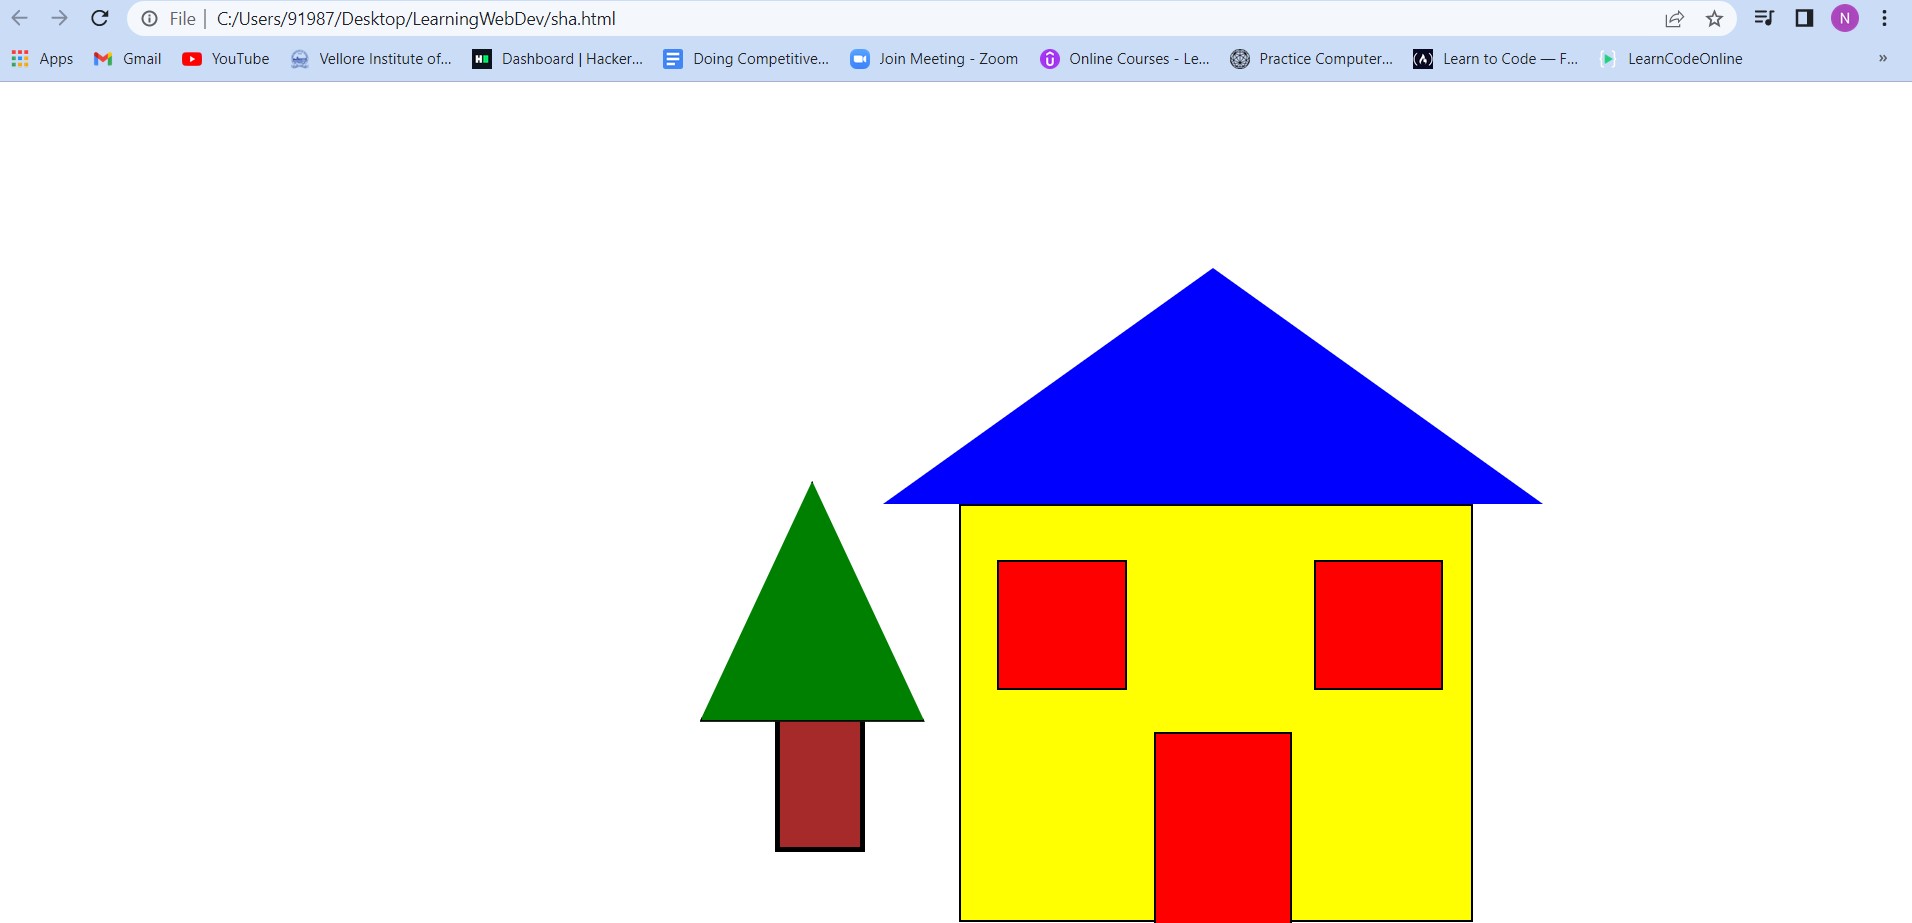 File | C:/Users/91987/Desktop/LearningWebDev/sha.html
N
Apps Gmail YouTube Vellore Institute of... Dashboard | Hacker... Doing Competitive... Join Meeting - Zoom Online Courses - Le... Practice Computer... Learn to Code — F... LearnCodeOnline »